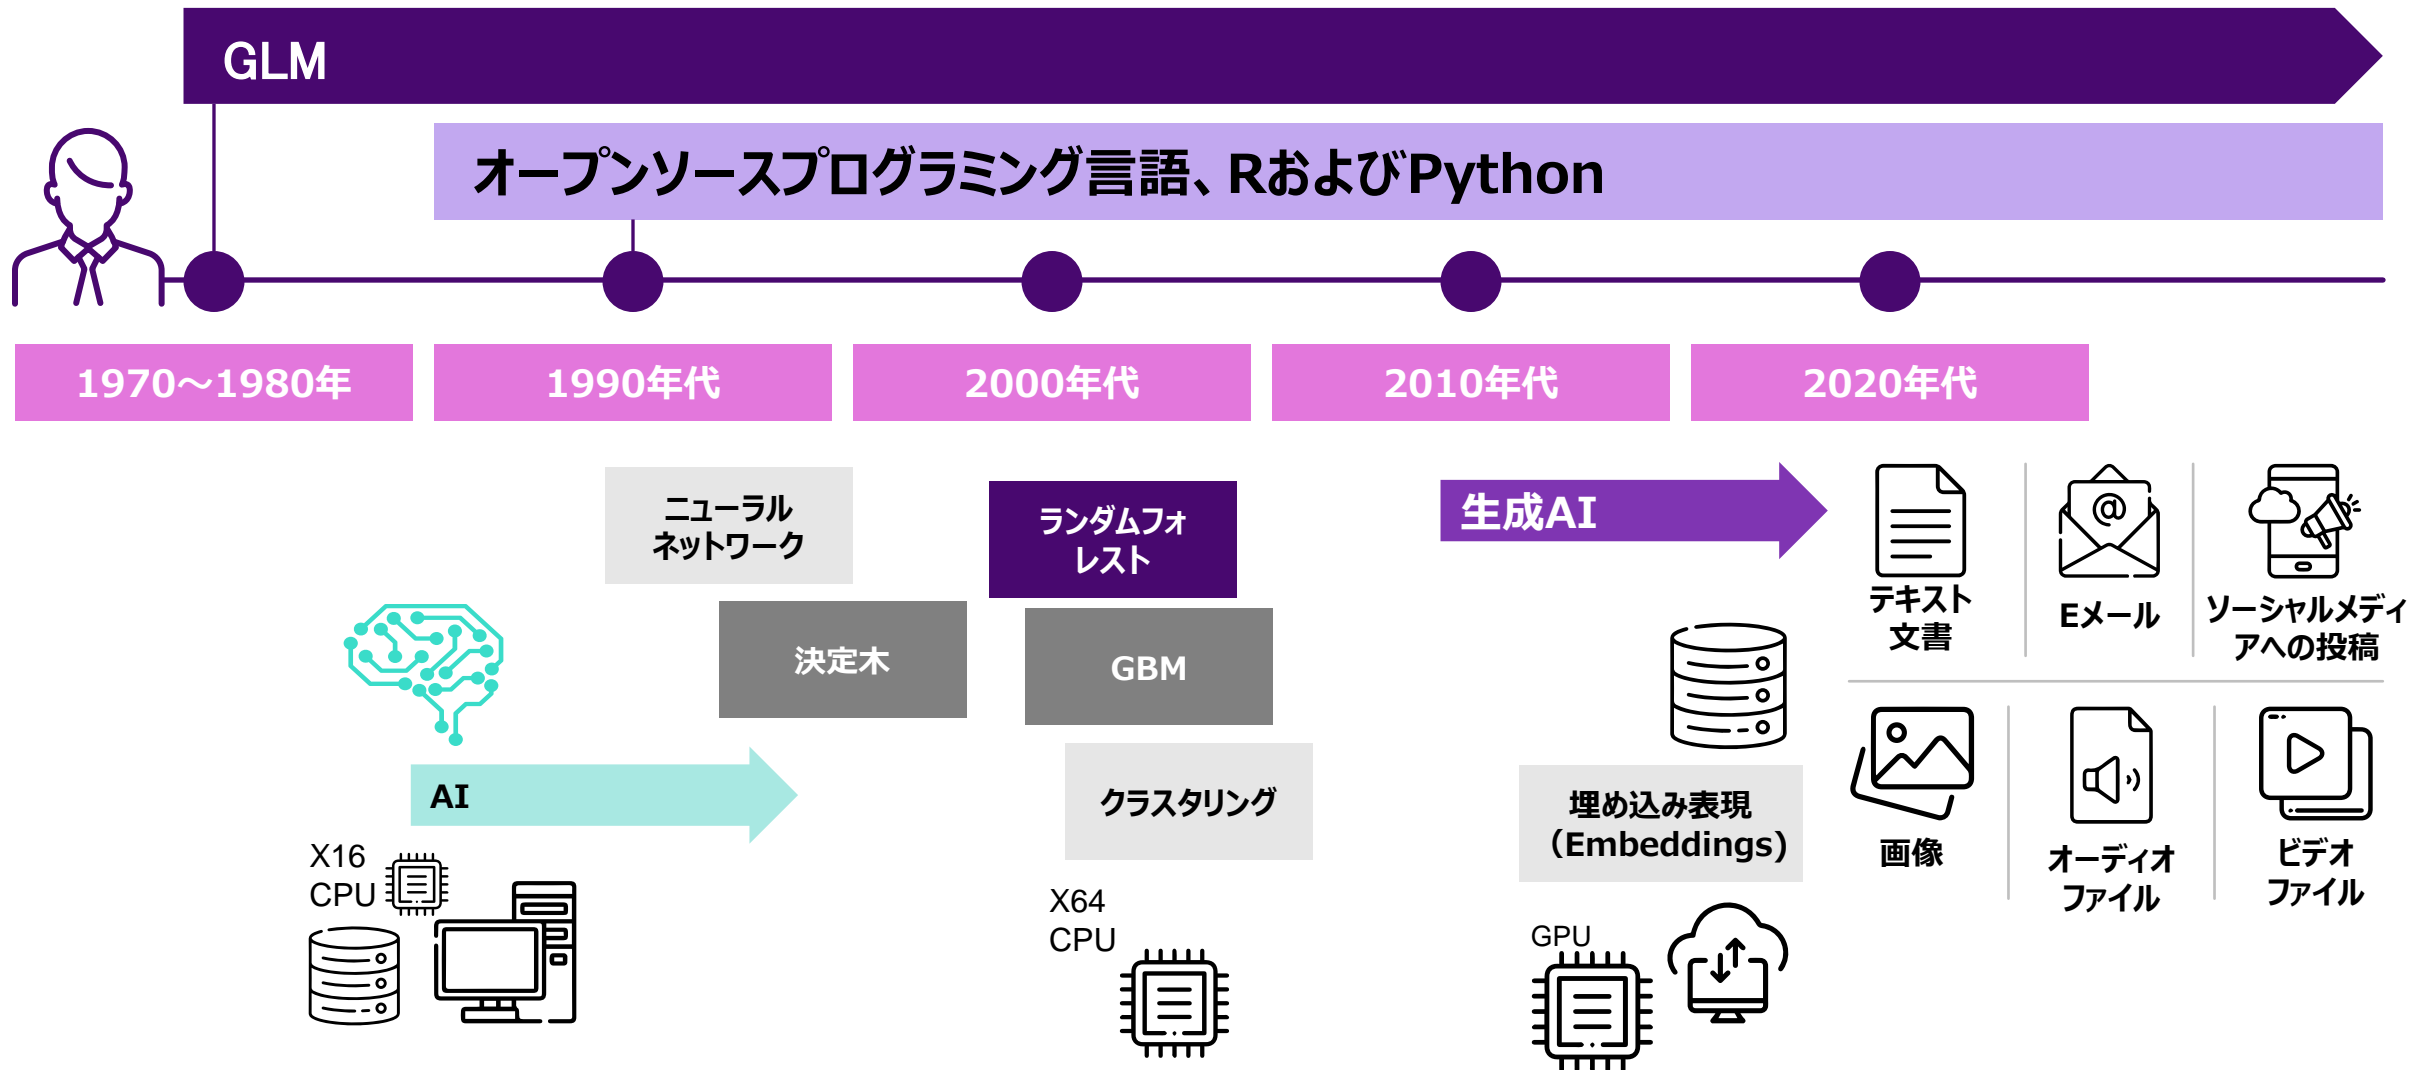 GLM
オープンソースプログラミング言語、RおよびPython
1970～1980年
1990年代
2000年代
2010年代
2020年代
ニューラル
ネットワーク
決定木
ランダムフォ
レスト
GBM
クラスタリング
AI
X16
CPU
X64
CPU
生成AI
埋め込み表現
（Embeddings)
GPU
テキスト
文書
Eメール
ソーシャルメディ
アへの投稿
画像
オーディオ
ファイル
ビデオ
ファイル